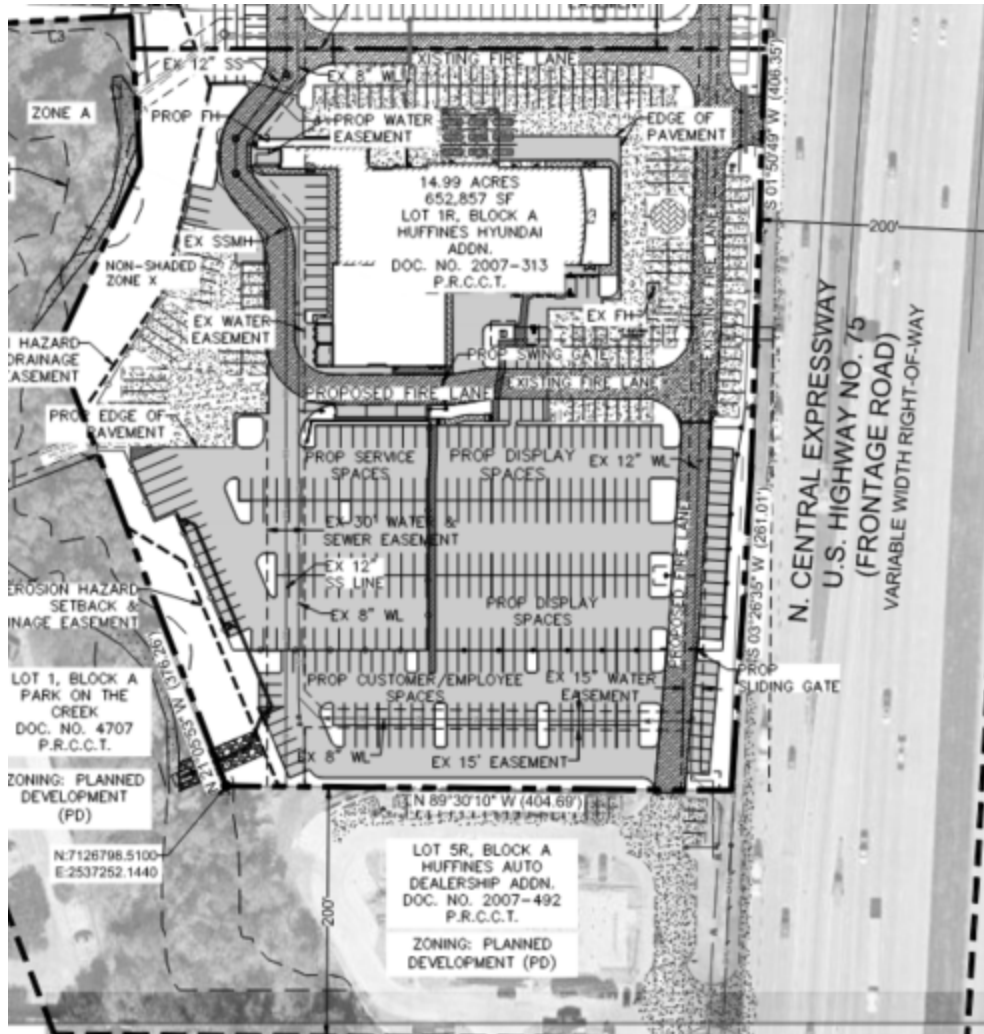 C3
EX 12" SS
EX 8" WL
EXISTING FIRE LANE
ZONE A
PROP FH
PROP WATER
EASEMENT
EDGE OF
PAVEMENT
S 01°50'49" W (406.35')
14.99 ACRES
652,857 SF
LOT 1R, BLOCK A
HUFFINES HYUNDAI
ADDN.
DOC. NO. 2007-313
P.R.C.C.T.
200'
EX SSMH
NON-SHADED
ZONE X
EXISTING FIRE LANE
EX WATER
EASEMENT
EX FH
HAZARD
DRAINAGE
EASEMENT
PROP SWING GATE
PROPOSED FIRE LANE
EXISTING FIRE LANE
PROP EDGE OF
PAVEMENT
N. CENTRAL EXPRESSWAY
U.S. HIGHWAY NO. 75
(FRONTAGE ROAD)
VARIABLE WIDTH RIGHT-OF-WAY
PROP SERVICE
SPACES
PROP DISPLAY
SPACES
EX 12" WL
EX 30' WATER &
SEWER EASEMENT
EX 12"
SS LINE
S 03°26'35" W (261.01')
PROPOSED FIRE LANE
EROSION HAZARD
SETBACK &
NAGE EASEMENT
EX 8" WL
PROP DISPLAY
SPACES
LOT 1, BLOCK A
PARK ON THE
CREEK
DOC. NO. 4707
P.R.C.C.T.
PROP CUSTOMER/EMPLOYEE
SPACES
EX 15" WATER
EASEMENT
PROP
SLIDING GATE
EX 8" WL
EX 15' EASEMENT
ZONING: PLANNED
DEVELOPMENT
(PD)
N 89°30'10" W (404.69')
N:7126798.5100
E:2537252.1440
LOT 5R, BLOCK A
HUFFINES AUTO
DEALERSHIP ADDN.
DOC. NO. 2007-492
P.R.C.C.T.
200'
ZONING: PLANNED
DEVELOPMENT (PD)